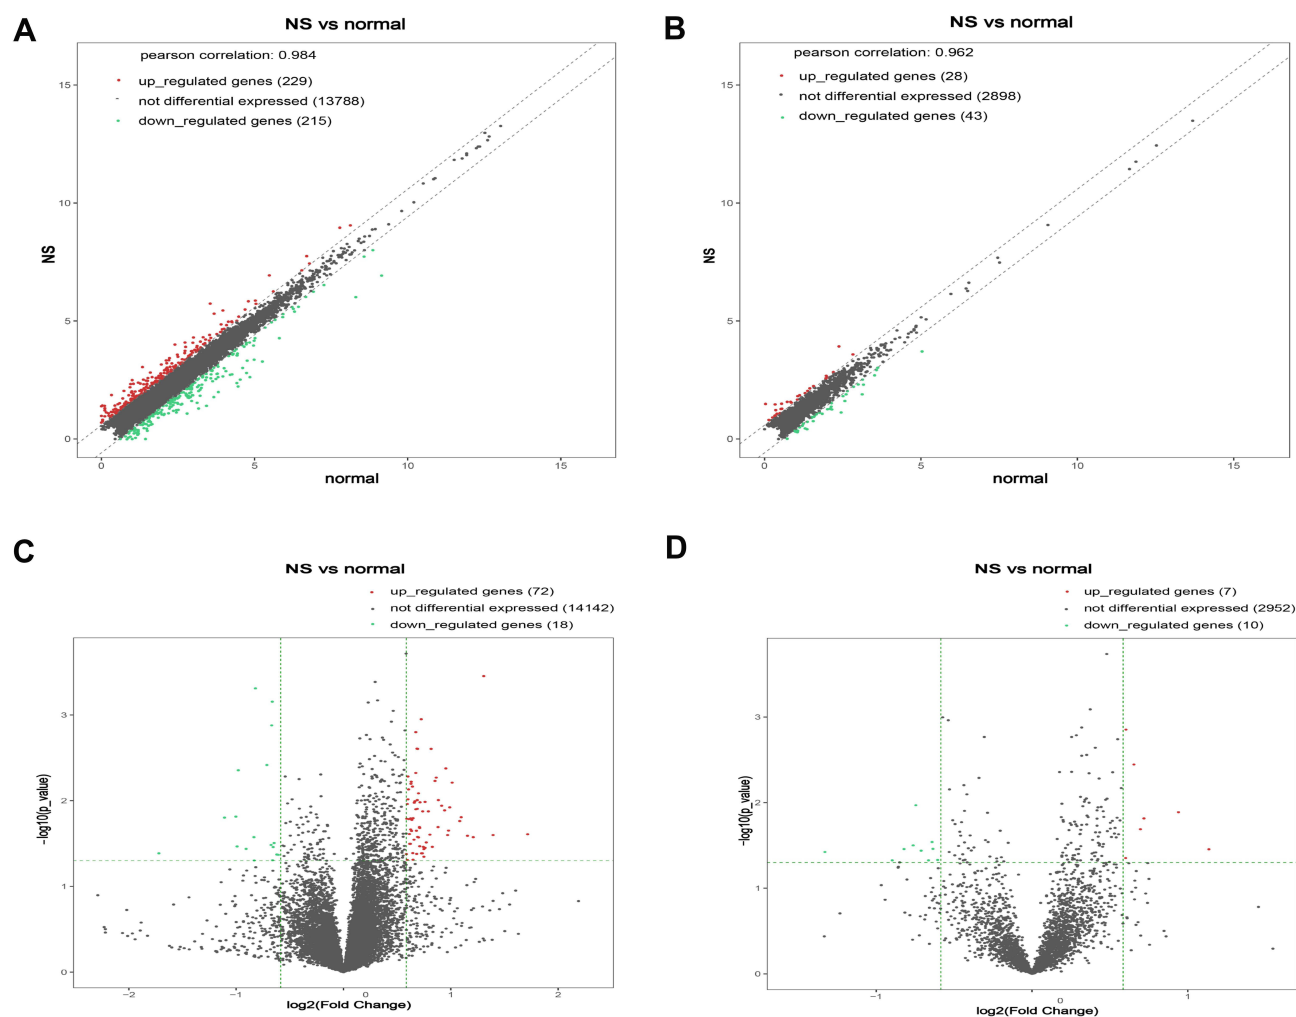 A
NS vs normal
pearson correlation: 0.984
up_regulated genes (229)
not differential expressed (13788)
down_regulated genes (215)
15
10
5
0
NS
0 5 10 15
normal
B
NS vs normal
pearson correlation: 0.962
up_regulated genes (28)
not differential expressed (2898)
down_regulated genes (43)
15
10
5
0
NS
0 5 10 15
normal
C
NS vs normal
up_regulated genes (72)
not differential expressed (14142)
down_regulated genes (18)
3
2
1
0
-log10(p_value)
−2 −1 0 1 2
log2(Fold Change)
D
NS vs normal
up_regulated genes (7)
not differential expressed (2952)
down_regulated genes (10)
3
2
1
0
-log10(p_value)
−1 0 1
log2(Fold Change)